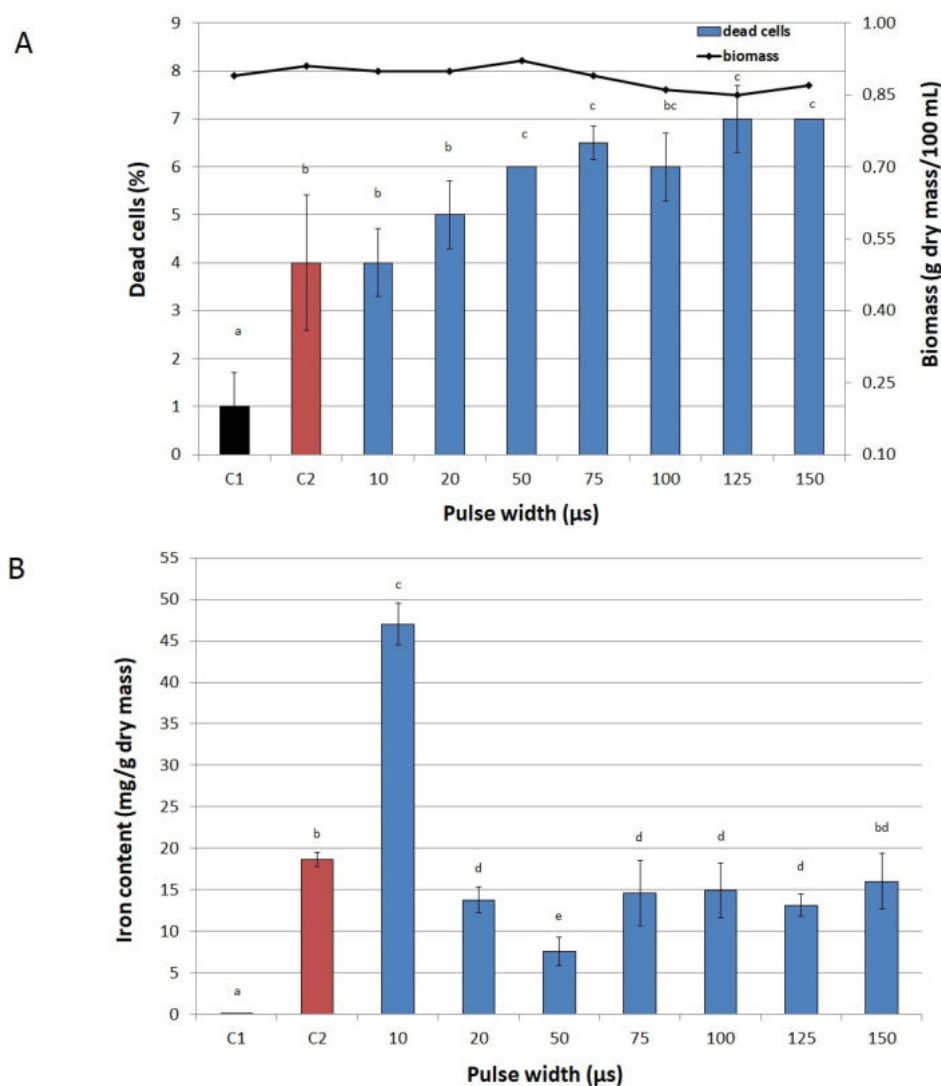 A
dead cells
biomass
9
8
7
6
5
4
3
2
1
0
Dead cells (%)
1.00
0.85
0.70
0.55
0.40
0.25
0.10
Biomass (g dry mass/100 mL)
a
b
b
b
c
c
bc
c
c
C1 C2 10 20 50 75 100 125 150
Pulse width (µs)
B
55
50
45
40
35
30
25
20
15
10
5
0
Iron content (mg/g dry mass)
a
b
c
d
e
d
d
d
bd
C1 C2 10 20 50 75 100 125 150
Pulse width (µs)